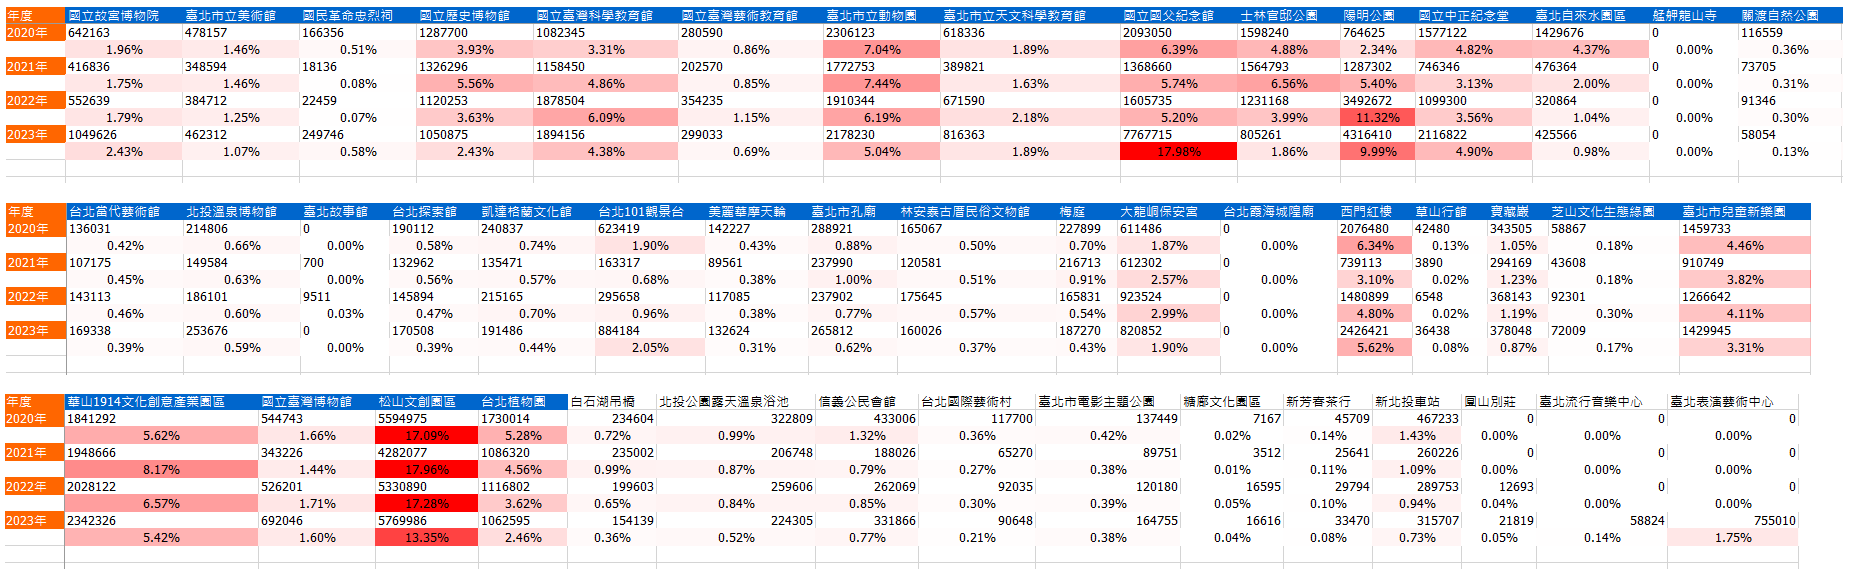 年度 國立故宮博物院 臺北市立美術館 國民革命忠烈祠 國立歷史博物館 國立臺灣科學教育館 國立臺灣藝術教育館 臺北市立動物園 臺北市立天文科學教育館 國立國父紀念館 士林官邸公園 陽明公園 國立中正紀念堂 臺北自來水園區 艋舺龍山寺 關渡自然公園
2020年 642163 478157 166356 1287700 1082345 280590 2306123 618336 2093050 1598240 764625 1577122 1429676 0 116559
1.96% 1.46% 0.51% 3.93% 3.31% 0.86% 7.04% 1.89% 6.39% 4.88% 2.34% 4.82% 4.37% 0.00% 0.36%
2021年 416836 348594 18136 1326296 1158450 202570 1772753 389821 1368660 1564793 1287302 746346 476364 0 73705
1.75% 1.46% 0.08% 5.56% 4.86% 0.85% 7.44% 1.63% 5.74% 6.56% 5.40% 3.13% 2.00% 0.00% 0.31%
2022年 552639 384712 22459 1120253 1878504 354235 1910344 671590 1605735 1231168 3492672 1099300 320864 0 91346
1.79% 1.25% 0.07% 3.63% 6.09% 1.15% 6.19% 2.18% 5.20% 3.99% 11.32% 3.56% 1.04% 0.00% 0.30%
2023年 1049626 462312 249746 1050875 1894156 299033 2178230 816363 7767715 805261 4316410 2116822 425566 0 58054
2.43% 1.07% 0.58% 2.43% 4.38% 0.69% 5.04% 1.89% 17.98% 1.86% 9.99% 4.90% 0.98% 0.00% 0.13%
年度 台北當代藝術館 北投溫泉博物館 臺北故事館 台北探索館 凱達格蘭文化館 台北101觀景台 美麗華摩天輪 臺北市孔廟 林安泰古厝民俗文物館 梅庭 大龍峒保安宮 台北霞海城隍廟 西門紅樓 草山行館 寶藏巖 芝山文化生態綠園 臺北市兒童新樂園
2020年 136031 214806 0 190112 240837 623419 142227 288921 165067 227899 611486 0 2076480 42480 343505 58867 1459733
0.42% 0.66% 0.00% 0.58% 0.74% 1.90% 0.43% 0.88% 0.50% 0.70% 1.87% 0.00% 6.34% 0.13% 1.05% 0.18% 4.46%
2021年 107175 149584 700 132962 135471 163317 89561 237990 120581 216713 612302 0 739113 3890 294169 43608 910749
0.45% 0.63% 0.00% 0.56% 0.57% 0.68% 0.38% 1.00% 0.51% 0.91% 2.57% 0.00% 3.10% 0.02% 1.23% 0.18% 3.82%
2022年 143113 186101 9511 145894 215165 295658 117085 237902 175645 165831 923524 0 1480899 6548 368143 92301 1266642
0.46% 0.60% 0.03% 0.47% 0.70% 0.96% 0.38% 0.77% 0.57% 0.54% 2.99% 0.00% 4.80% 0.02% 1.19% 0.30% 4.11%
2023年 169338 253676 0 170508 191486 884184 132624 265812 160026 187270 820852 0 2426421 36438 378048 72009 1429945
0.39% 0.59% 0.00% 0.39% 0.44% 2.05% 0.31% 0.62% 0.37% 0.43% 1.90% 0.00% 5.62% 0.08% 0.87% 0.17% 3.31%
年度 華山1914文化創意產業園區 國立臺灣博物館 松山文創園區 台北植物園 白石湖吊橋 北投公園露天溫泉浴池 信義公民會館 台北國際藝術村 臺北市電影主題公園 糖廍文化園區 新芳春茶行 新北投車站 圓山別莊 臺北流行音樂中心 臺北表演藝術中心
2020年 1841292 544743 5594975 1730014 234604 322809 433006 117700 137449 7167 45709 467233 0 0 0
5.62% 1.66% 17.09% 5.28% 0.72% 0.99% 1.32% 0.36% 0.42% 0.02% 0.14% 1.43% 0.00% 0.00% 0.00%
2021年 1948666 343226 4282077 1086320 235002 206748 188026 65270 89751 3512 25641 260226 0 0 0
8.17% 1.44% 17.96% 4.56% 0.99% 0.87% 0.79% 0.27% 0.38% 0.01% 0.11% 1.09% 0.00% 0.00% 0.00%
2022年 2028122 526201 5330890 1116802 199603 259606 262069 92035 120180 16595 29794 289753 12693 0 0
6.57% 1.71% 17.28% 3.62% 0.65% 0.84% 0.85% 0.30% 0.39% 0.05% 0.10% 0.94% 0.04% 0.00% 0.00%
2023年 2342326 692046 5769986 1062595 154139 224305 331866 90648 164755 16616 33470 315707 21819 58824 755010
5.42% 1.60% 13.35% 2.46% 0.36% 0.52% 0.77% 0.21% 0.38% 0.04% 0.08% 0.73% 0.05% 0.14% 1.75%